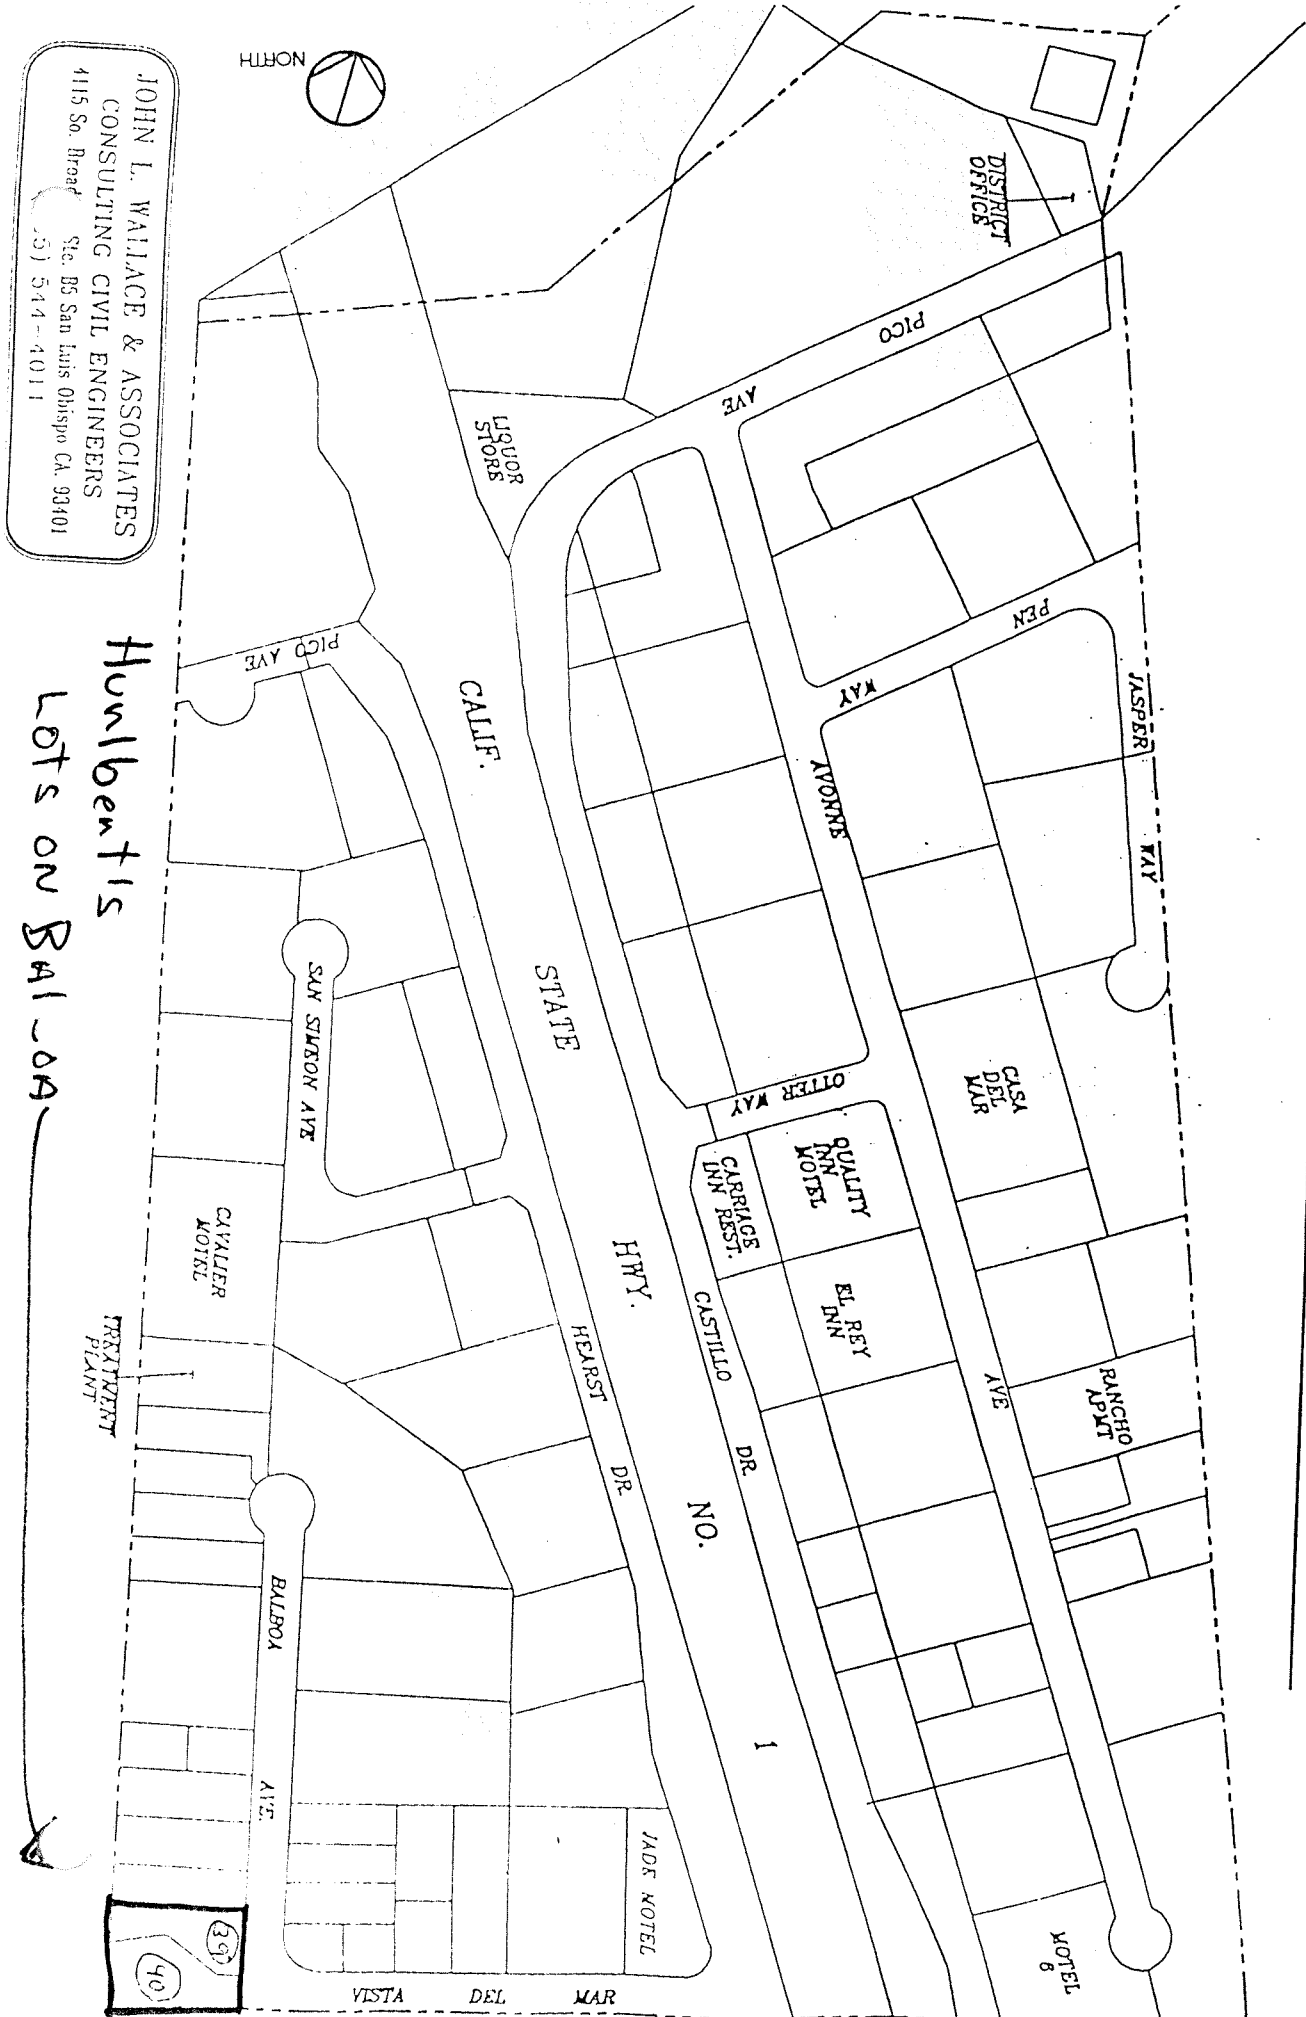 NORTH
JOHN L. WALLACE & ASSOCIATES
CONSULTING CIVIL ENGINEERS
4115 So. Broad Ste. B5 San Luis Obispo CA. 93401
5) 544-4011
DISTRICT
OFFICE
PICO
AVE
LIQUOR
STORE
PEN
WAY
JASPER
WAY
PICO AVE
CALIF.
STATE
HWY.
NO.
1
AVONNE
AVE
SAN SIMEON AVE
OTTER WAY
CASA
DEL
MAR
QUALITY
INN
MOTEL
CARRIAGE
INN REST.
EL REY
INN
CAVALIER
MOTEL
TREATMENT
PLANT
HEARST
DR
CASTILLO
DR
RANCHO
APMT
BALBOA
AVE.
JADE MOTEL
MOTEL
6
VISTA DEL MAR
39
40
Lots on BAl-OA